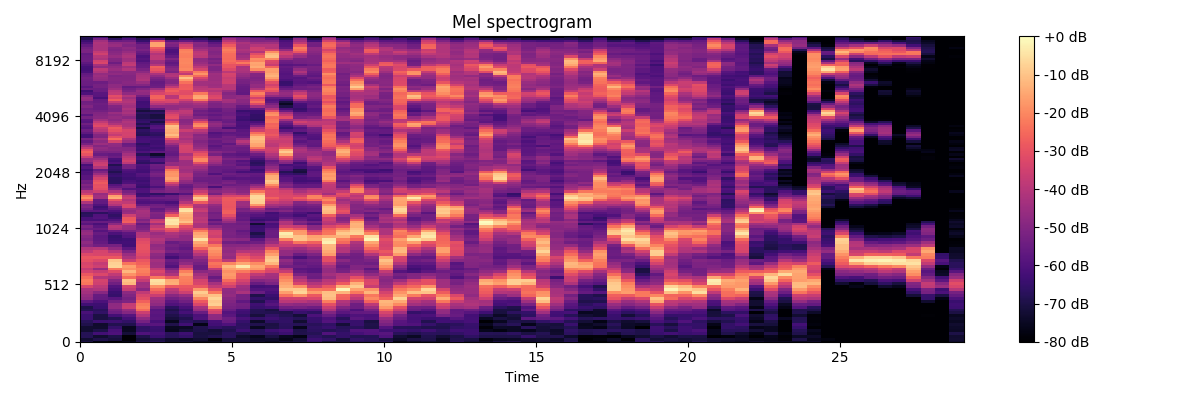 Mel spectrogram
8192
4096
2048
1024
512
0
Hz
0 5 10 15 20 25
Time
+0 dB
-10 dB
-20 dB
-30 dB
-40 dB
-50 dB
-60 dB
-70 dB
-80 dB